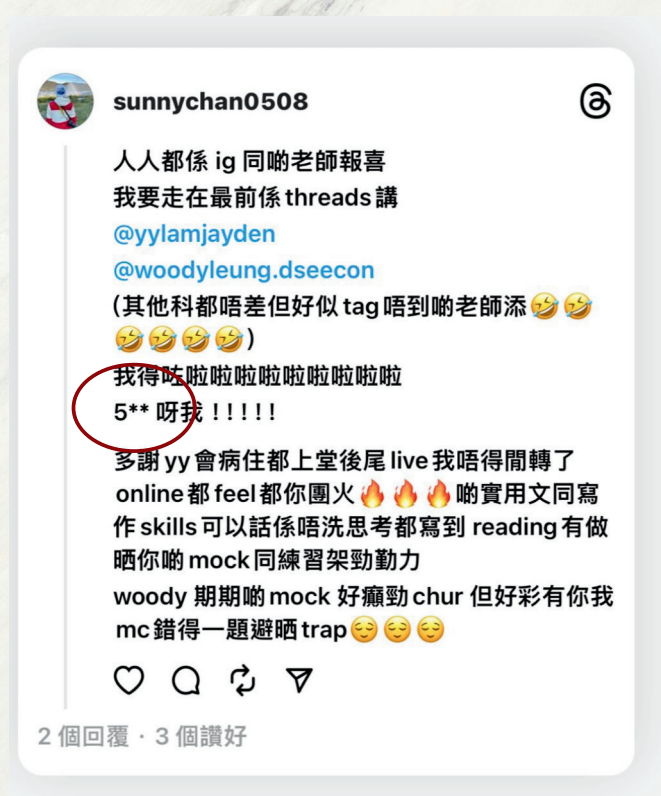 sunnychan0508
人人都係 ig 同啲老師報喜
我要走在最前係 threads 講
@yylamjayden
@woodyleung.dseecon
(其他科都唔差但好似 tag 唔到啲老師添🤣🤣
🤣🤣🤣🤣)
我得咗啦啦啦啦啦啦啦啦啦
5** 呀我 ! ! ! ! !
多謝 yy 會病住都上堂後尾 live 我唔得閒轉了
online 都 feel 都你團火🔥🔥🔥啲實用文同寫
作 skills 可以話係唔洗思考都寫到 reading 有做
晒你啲 mock 同練習架勁勤力
woody 期期啲 mock 好癲勁 chur 但好彩有你我
mc 錯得一題避晒 trap😌😌😌
2 個回覆 · 3 個讚好